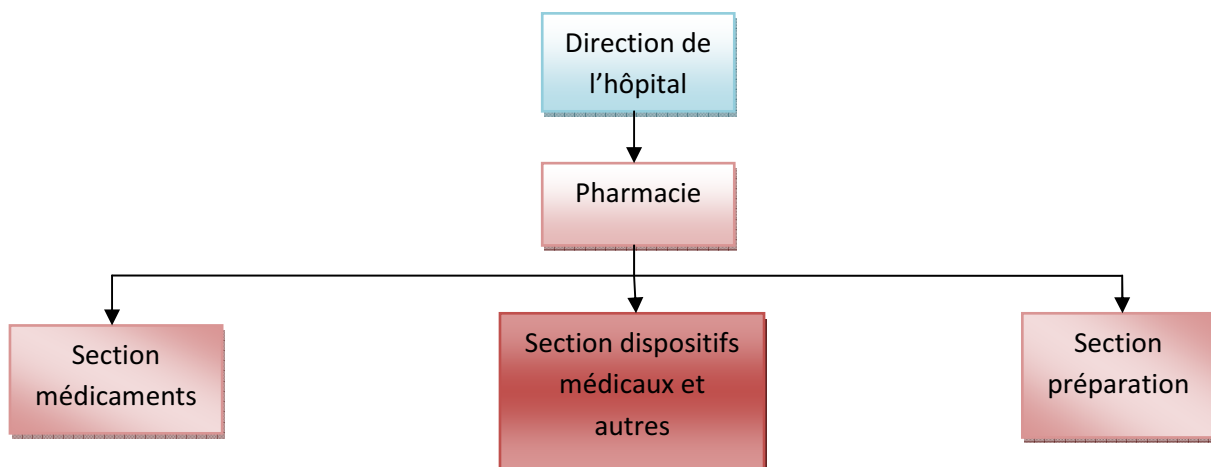 Direction de
l’hôpital
Pharmacie
Section
médicaments
Section dispositifs
médicaux et
autres
Section
préparation